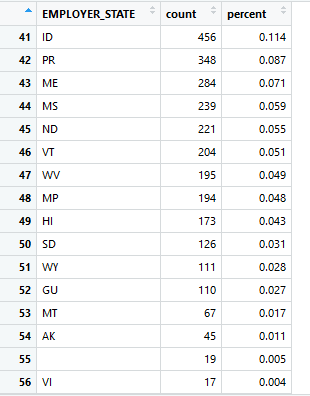 EMPLOYER_STATE count percent
41 ID 456 0.114
42 PR 348 0.087
43 ME 284 0.071
44 MS 239 0.059
45 ND 221 0.055
46 VT 204 0.051
47 WV 195 0.049
48 MP 194 0.048
49 HI 173 0.043
50 SD 126 0.031
51 WY 111 0.028
52 GU 110 0.027
53 MT 67 0.017
54 AK 45 0.011
55 19 0.005
56 VI 17 0.004